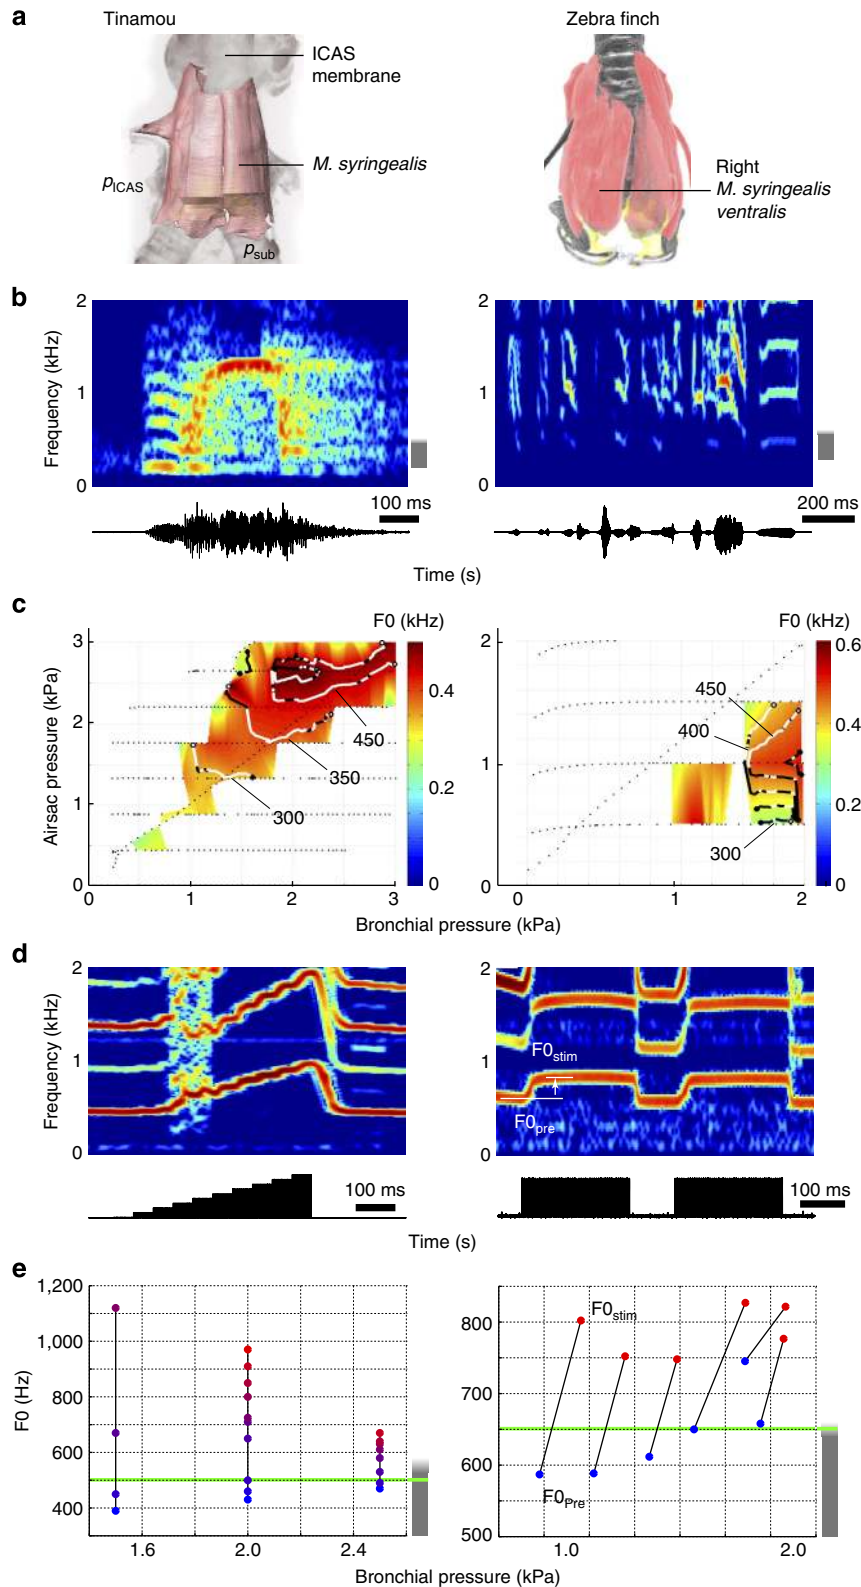 a
Tinamou
Zebra finch
ICAS
membrane
M. syringealis
pICAS
psub
Right
M. syringealis
ventralis
b
2
1
0
Frequency (kHz)
100 ms
2
1
0
200 ms
Time (s)
c
F0 (kHz)
3
2
1
0
Airsac pressure (kPa)
0
1
2
3
450
350
300
0.4
0.2
0
F0 (kHz)
2
1
0
0
1
2
450
400
300
0.6
0.4
0.2
0
Bronchial pressure (kPa)
d
2
1
0
Frequency (kHz)
100 ms
2
1
0
F0stim
F0pre
100 ms
Time (s)
e
1,200
1,000
800
600
400
F0 (Hz)
1.6
2.0
2.4
800
700
600
500
F0stim
F0Pre
1.0
2.0
Bronchial pressure (kPa)